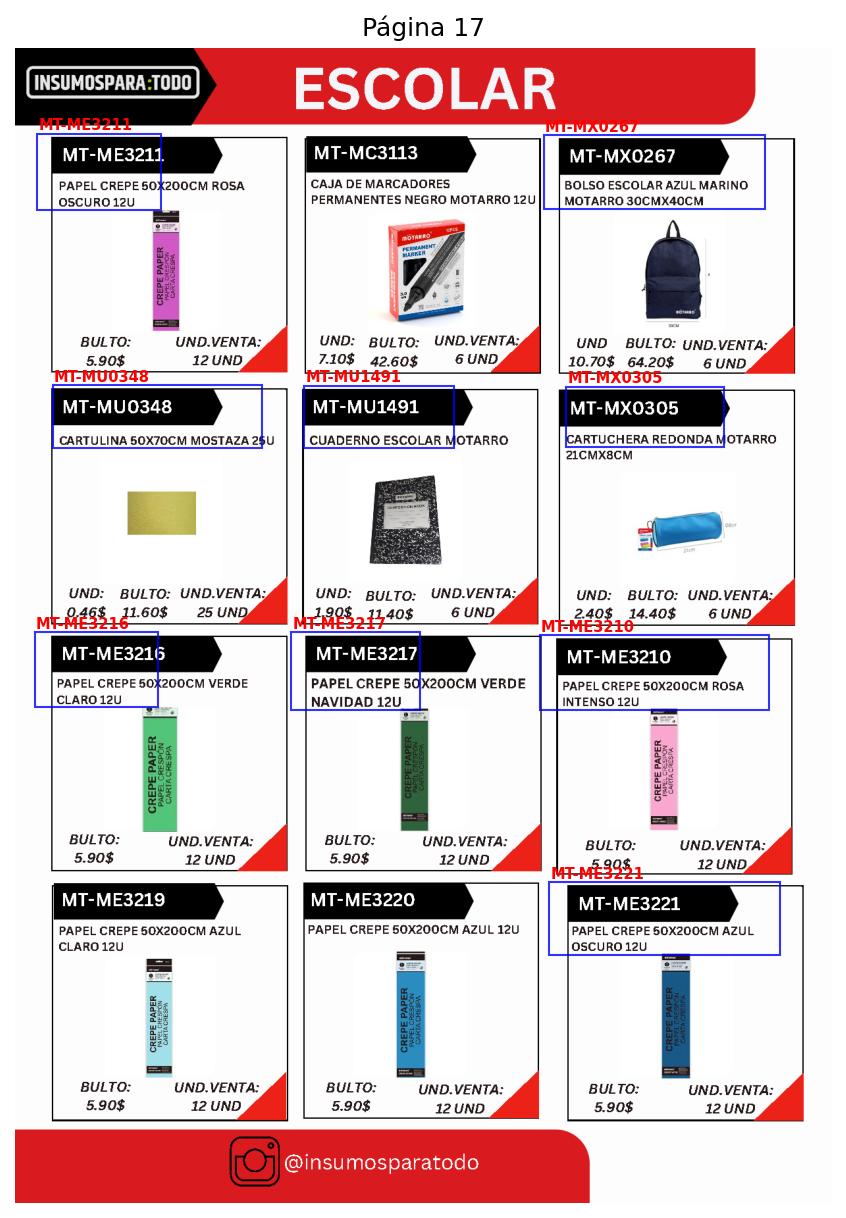 Página 17
INSUMOSPARA:TODO
ESCOLAR
MT-ME3211
MT-ME3211
PAPEL CREPE 50X200CM ROSA
OSCURO 12U
CREPE PAPER
PAPEL CRESPÓN
CARTA CRESPA
BULTO:
5.90$
UND.VENTA:
12 UND
MT-MC3113
CAJA DE MARCADORES
PERMANENTES NEGRO MOTARRO 12U
MOTARRO
PERMANENT
MARKER
UND:
7.10$
BULTO:
42.60$
UND.VENTA:
6 UND
MT-MX0267
MT-MX0267
BOLSO ESCOLAR AZUL MARINO
MOTARRO 30CMX40CM
MOTARRO
30CM
UND
10.70$
BULTO:
64.20$
UND.VENTA:
6 UND
MT-MU0348
MT-MU0348
CARTULINA 50X70CM MOSTAZA 25U
UND:
0.46$
BULTO:
11.60$
UND.VENTA:
25 UND
MT-MU1491
MT-MU1491
CUADERNO ESCOLAR MOTARRO
UND:
1.90$
BULTO:
11.40$
UND.VENTA:
6 UND
MT-MX0305
MT-MX0305
CARTUCHERA REDONDA MOTARRO
21CMX8CM
21cm
UND:
2.40$
BULTO:
14.40$
UND.VENTA:
6 UND
MT-ME3216
MT-ME3216
PAPEL CREPE 50X200CM VERDE
CLARO 12U
CREPE PAPER
PAPEL CRESPÓN
CARTA CRESPA
BULTO:
5.90$
UND.VENTA:
12 UND
MT-ME3217
MT-ME3217
PAPEL CREPE 50X200CM VERDE
NAVIDAD 12U
CREPE PAPER
PAPEL CRESPÓN
CARTA CRESPA
BULTO:
5.90$
UND.VENTA:
12 UND
MT-ME3210
MT-ME3210
PAPEL CREPE 50X200CM ROSA
INTENSO 12U
CREPE PAPER
PAPEL CRESPÓN
CARTA CRESPA
BULTO:
5.90$
UND.VENTA:
12 UND
MT-ME3219
PAPEL CREPE 50X200CM AZUL
CLARO 12U
CREPE PAPER
PAPEL CRESPÓN
CARTA CRESPA
BULTO:
5.90$
UND.VENTA:
12 UND
MT-ME3220
PAPEL CREPE 50X200CM AZUL 12U
CREPE PAPER
PAPEL CRESPÓN
CARTA CRESPA
BULTO:
5.90$
UND.VENTA:
12 UND
MT-ME3221
MT-ME3221
PAPEL CREPE 50X200CM AZUL
OSCURO 12U
CREPE PAPER
PAPEL CRESPÓN
CARTA CRESPA
BULTO:
5.90$
UND.VENTA:
12 UND
@insumosparatodo